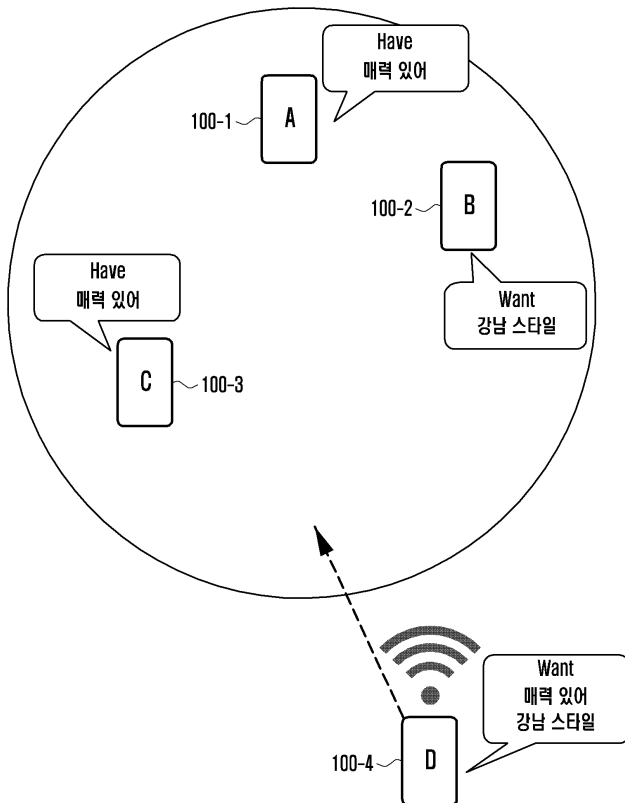 Have
매력 있어
A
100-1
B
100-2
Have
매력 있어
Want
강남 스타일
C
100-3
Want
매력 있어
강남 스타일
D
100-4